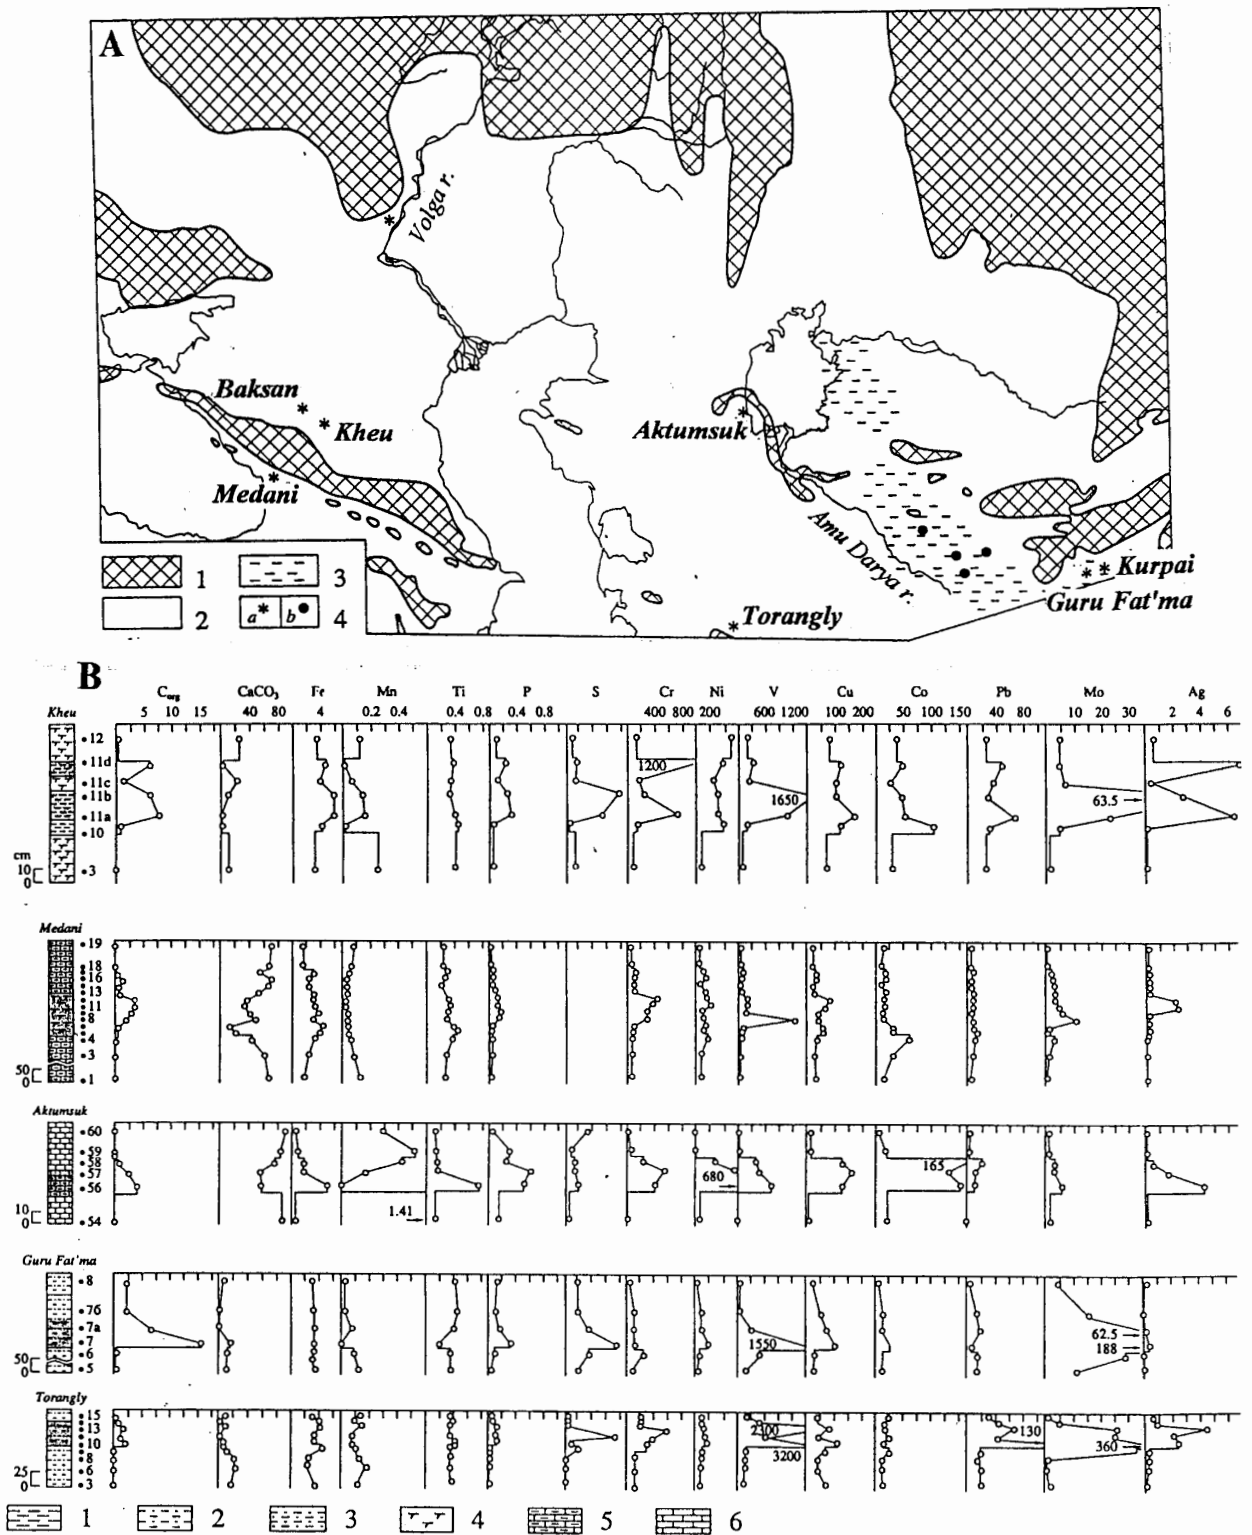 A
Volga r.
Baksan
Kheu
Medani
Aktumsuk
Amu Darya r.
Kurpai
Guru Fat'ma
Torangly
1 3
2 a b 4
B
Corg CaCO3 Fe Mn Ti P S Cr Ni V Cu Co Pb Mo Ag
Kheu 5 10 15 40 80 4 0.2 0.4 0.4 0.8 0.4 0.8 400 800 200 600 1200 100 200 50 100 150 40 80 10 20 30 2 4 6
12
11d 1200
11c
11b 1650 63.5
11a
10
cm
10 3
0
Medani
19
18
16
13
11
8
4
3
50
0 1
Aktumsuk
60
59
58 165
57 680
56
10 1.41
0 54
Guru Fat'ma
8
76
7a 62.5
7 1550 188
50 6
0 5
Torangly
15
13 2300 130
10 360
8 3200
25 6
0 3
1 2 3 4 5 6